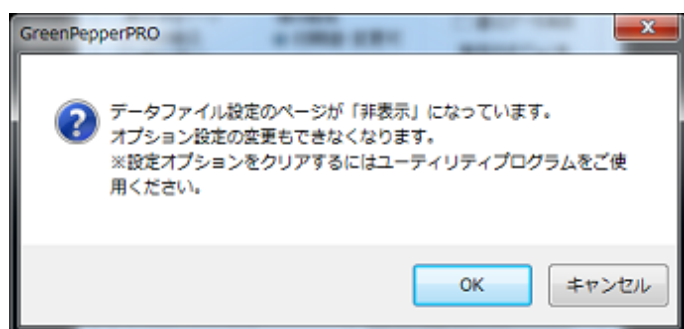 GreenPepperPRO
データファイル設定のページが「非表示」になっています。
オプション設定の変更もできなくなります。
※設定オプションをクリアするにはユーティリティプログラムをご使
用ください。
OK
キャンセル